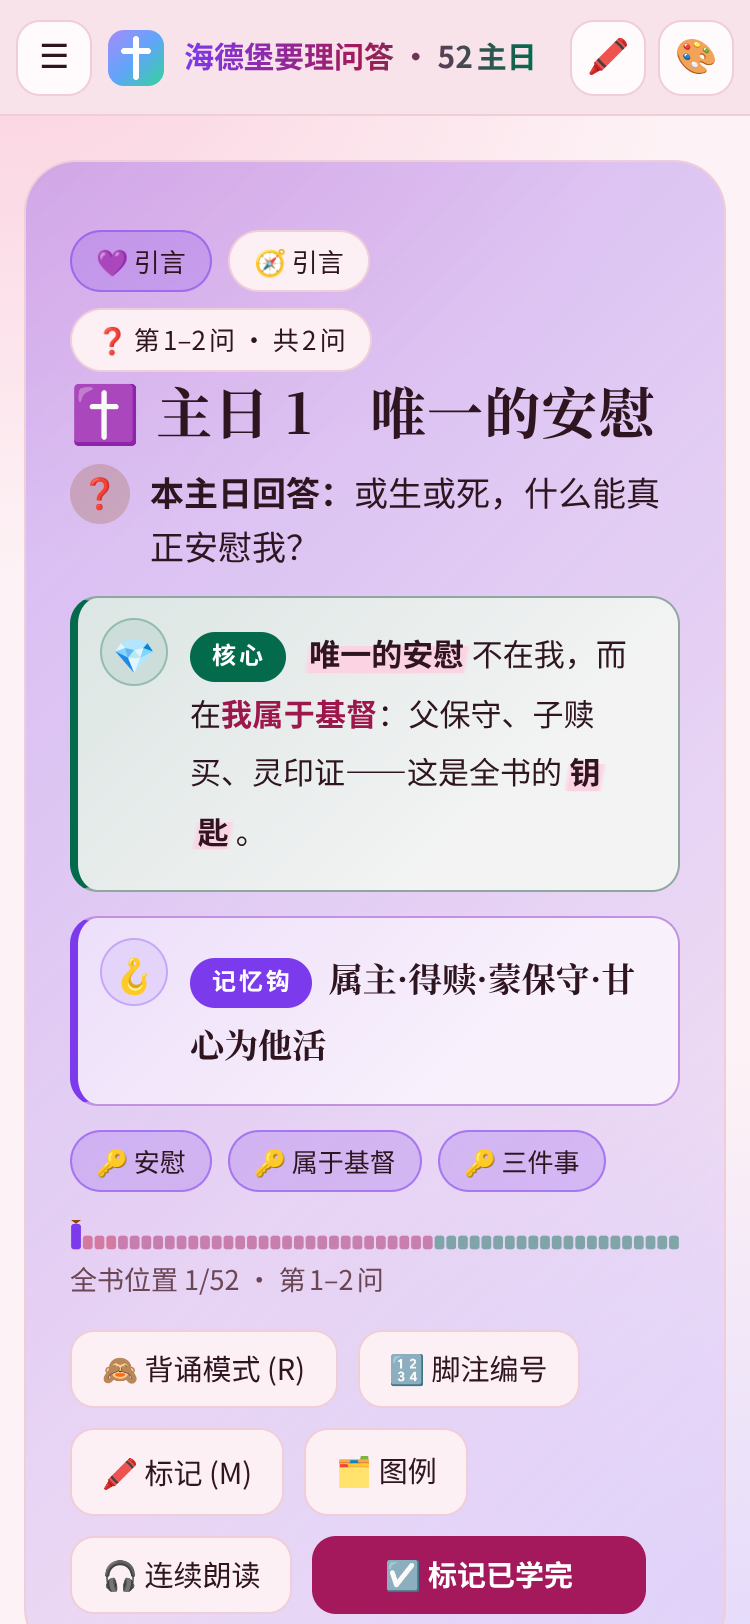 ☰ 海德堡要理问答 · 52主日
💜 引言 🧭 引言
❓ 第1–2问 · 共2问
✝️ 主日 1　唯一的安慰
❓ 本主日回答：或生或死，什么能真
正安慰我？
💎 核心 唯一的安慰不在我，而
在我属于基督：父保守、子赎
买、灵印证——这是全书的钥
匙。
🪝 记忆钩 属主·得赎·蒙保守·甘
心为他活
🔑 安慰 🔑 属于基督 🔑 三件事
全书位置 1/52 · 第1–2问
🙈 背诵模式 (R) 🔢 脚注编号
🖍️ 标记 (M) 🗂️ 图例
🎧 连续朗读 ☑️ 标记已学完